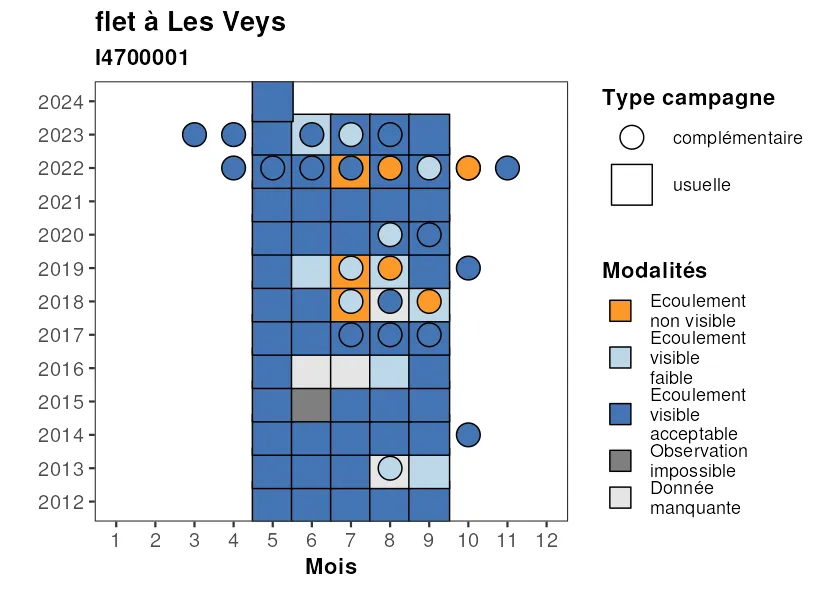 flet à Les Veys
I4700001
2024
2023
2022
2021
2020
2019
2018
2017
2016
2015
2014
2013
2012
1 2 3 4 5 6 7 8 9 10 11 12
Mois
Type campagne
complémentaire
usuelle
Modalités
Ecoulement
non visible
Ecoulement
visible
faible
Ecoulement
visible
acceptable
Observation
impossible
Donnée
manquante